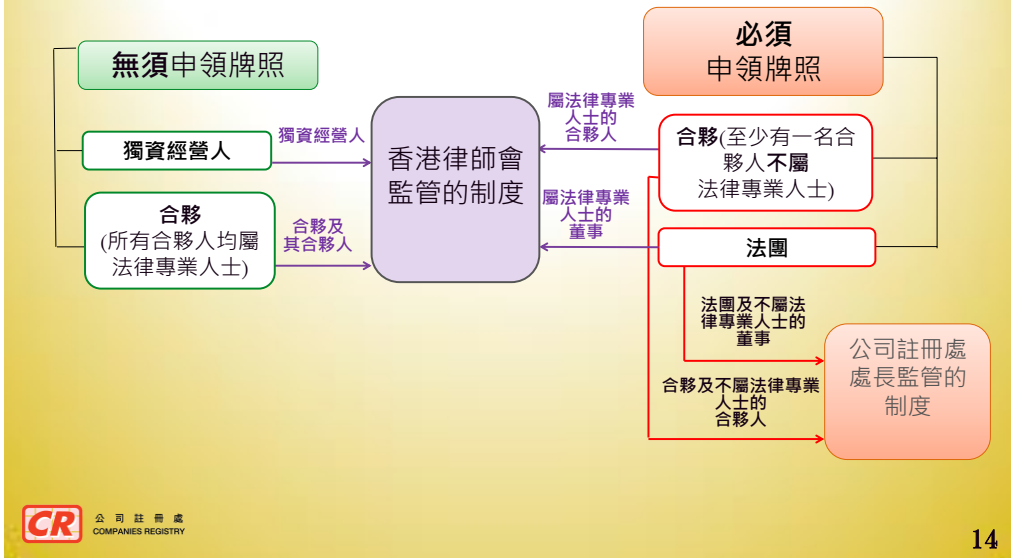 無須申領牌照
獨資經營人
合夥
(所有合夥人均屬
法律專業人士)
獨資經營人
合夥及
其合夥人
香港律師會
監管的制度
屬法律專業
人士的
合夥人
屬法律專業
人士的
董事
必須
申領牌照
合夥(至少有一名合
夥人不屬
法律專業人士)
法團
法團及不屬法
律專業人士的
董事
合夥及不屬法律專業
人士的
合夥人
公司註冊處
處長監管的
制度
CR
公司註冊處
COMPANIES REGISTRY
14